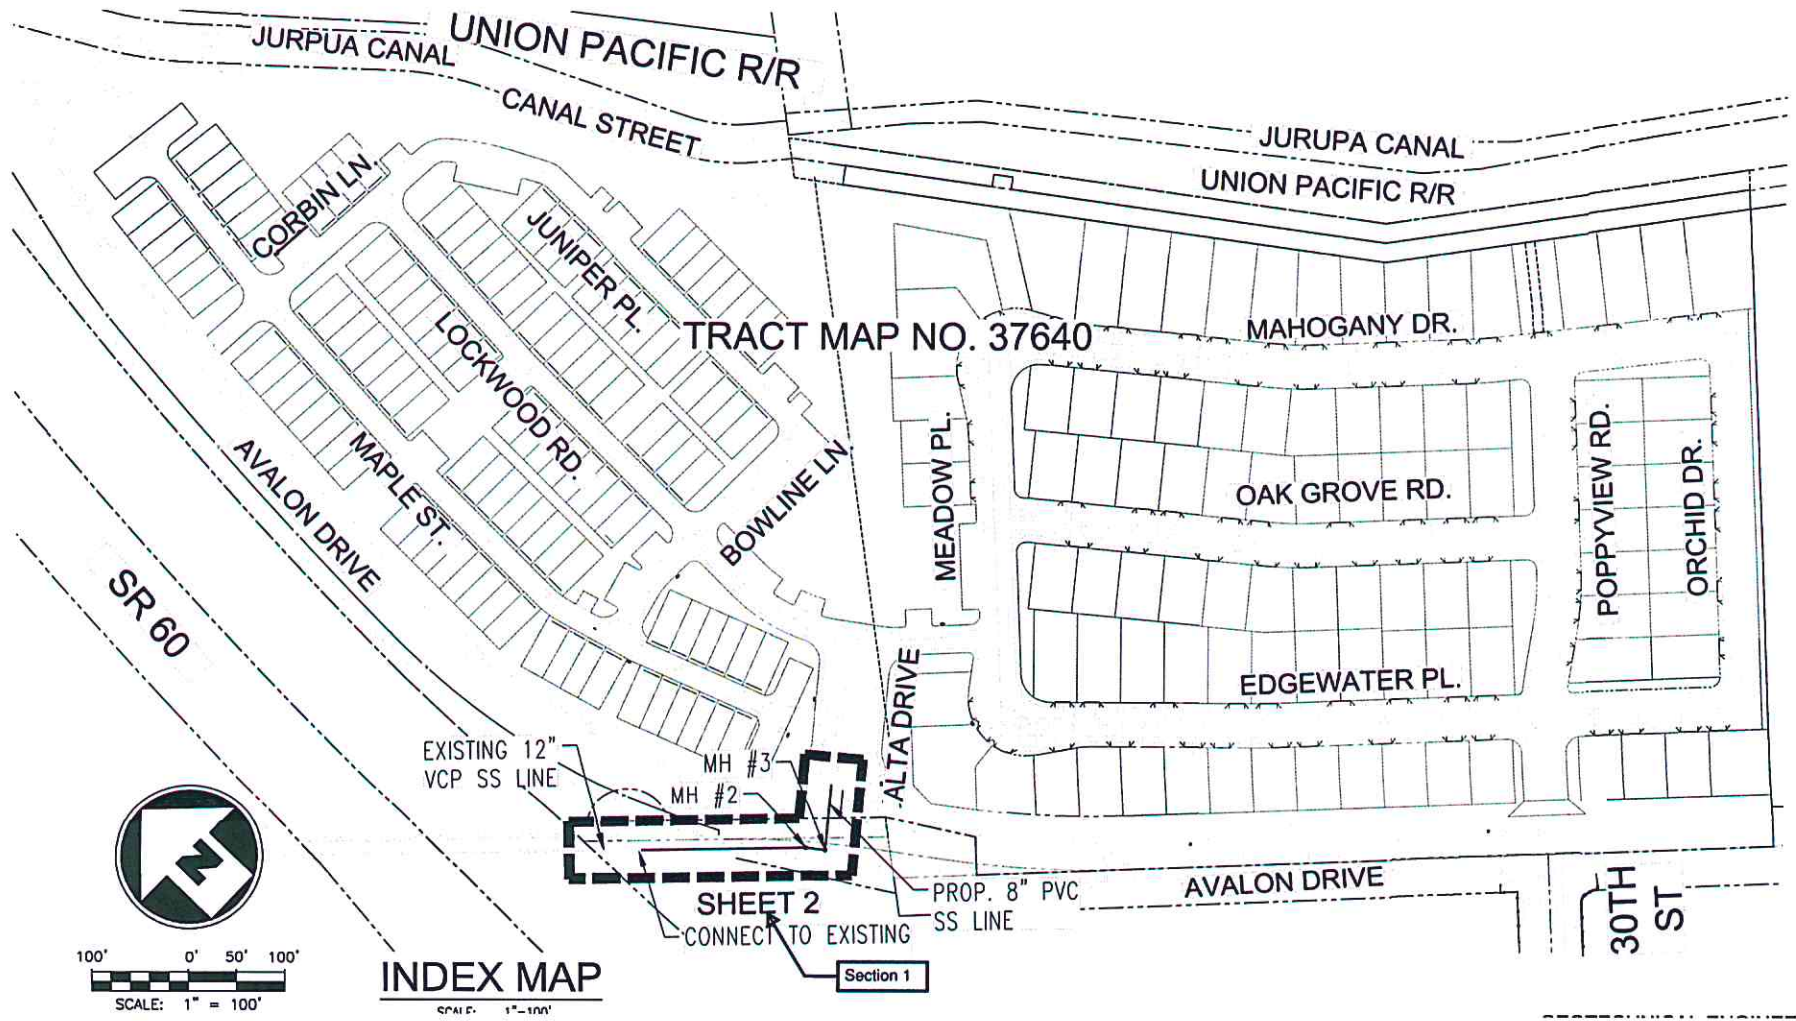 UNION PACIFIC R/R
JURPUA CANAL
CANAL STREET
JURUPA CANAL
UNION PACIFIC R/R
CORBIN LN.
JUNIPER PL.
LOCKWOOD RD.
TRACT MAP NO. 37640
MAHOGANY DR.
MAPLE ST.
AVALON DRIVE
BOWLINE LN.
MEADOW PL.
OAK GROVE RD.
POPPYVIEW RD.
ORCHID DR.
SR 60
ALTA DRIVE
EDGEWATER PL.
EXISTING 12"
VCP SS LINE
MH #3
MH #2
N
SHEET 2
CONNECT TO EXISTING
PROP. 8" PVC
SS LINE
AVALON DRIVE
30TH
ST
Section 1
100' 0' 50' 100'
SCALE: 1" = 100'
INDEX MAP
SCALE: 1"=100'